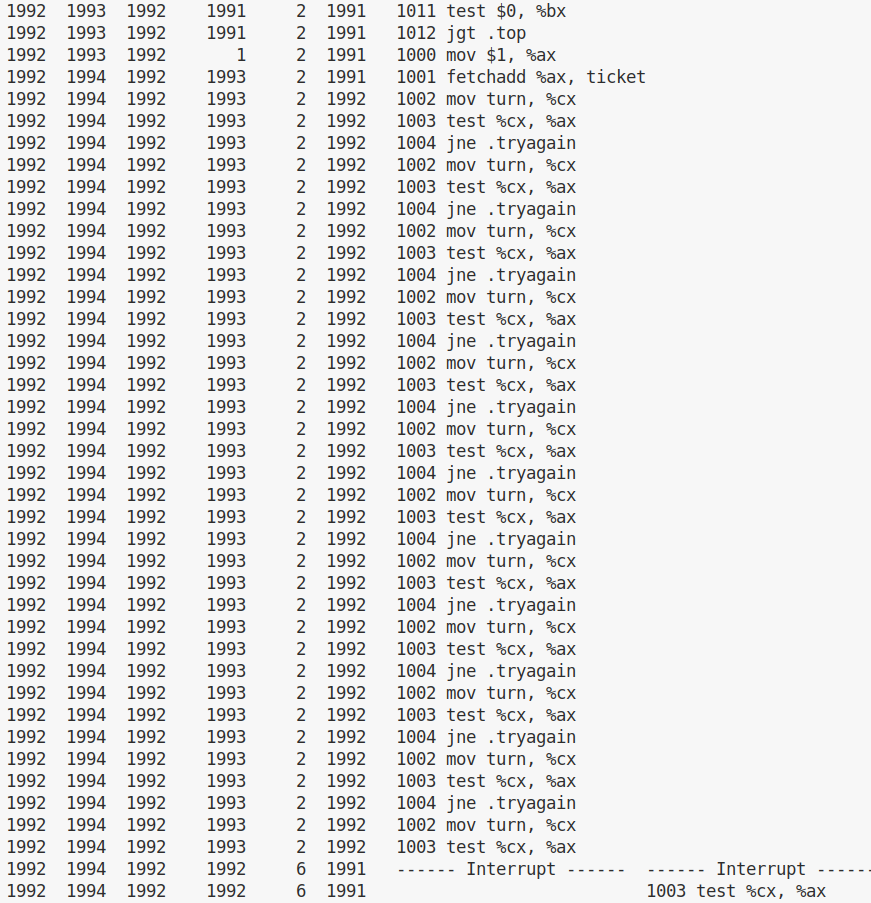 1992 1993 1992 1991 2 1991 1011 test $0, %bx
1992 1993 1992 1991 2 1991 1012 jgt .top
1992 1993 1992 1 2 1991 1000 mov $1, %ax
1992 1994 1992 1993 2 1991 1001 fetchadd %ax, ticket
1992 1994 1992 1993 2 1992 1002 mov turn, %cx
1992 1994 1992 1993 2 1992 1003 test %cx, %ax
1992 1994 1992 1993 2 1992 1004 jne .tryagain
1992 1994 1992 1993 2 1992 1002 mov turn, %cx
1992 1994 1992 1993 2 1992 1003 test %cx, %ax
1992 1994 1992 1993 2 1992 1004 jne .tryagain
1992 1994 1992 1993 2 1992 1002 mov turn, %cx
1992 1994 1992 1993 2 1992 1003 test %cx, %ax
1992 1994 1992 1993 2 1992 1004 jne .tryagain
1992 1994 1992 1993 2 1992 1002 mov turn, %cx
1992 1994 1992 1993 2 1992 1003 test %cx, %ax
1992 1994 1992 1993 2 1992 1004 jne .tryagain
1992 1994 1992 1993 2 1992 1002 mov turn, %cx
1992 1994 1992 1993 2 1992 1003 test %cx, %ax
1992 1994 1992 1993 2 1992 1004 jne .tryagain
1992 1994 1992 1993 2 1992 1002 mov turn, %cx
1992 1994 1992 1993 2 1992 1003 test %cx, %ax
1992 1994 1992 1993 2 1992 1004 jne .tryagain
1992 1994 1992 1993 2 1992 1002 mov turn, %cx
1992 1994 1992 1993 2 1992 1003 test %cx, %ax
1992 1994 1992 1993 2 1992 1004 jne .tryagain
1992 1994 1992 1993 2 1992 1002 mov turn, %cx
1992 1994 1992 1993 2 1992 1003 test %cx, %ax
1992 1994 1992 1993 2 1992 1004 jne .tryagain
1992 1994 1992 1993 2 1992 1002 mov turn, %cx
1992 1994 1992 1993 2 1992 1003 test %cx, %ax
1992 1994 1992 1993 2 1992 1004 jne .tryagain
1992 1994 1992 1993 2 1992 1002 mov turn, %cx
1992 1994 1992 1993 2 1992 1003 test %cx, %ax
1992 1994 1992 1993 2 1992 1004 jne .tryagain
1992 1994 1992 1993 2 1992 1002 mov turn, %cx
1992 1994 1992 1993 2 1992 1003 test %cx, %ax
1992 1994 1992 1993 2 1992 1004 jne .tryagain
1992 1994 1992 1993 2 1992 1002 mov turn, %cx
1992 1994 1992 1993 2 1992 1003 test %cx, %ax
1992 1994 1992 1992 6 1991 ------ Interrupt ------ ------ Interrupt ------
1992 1994 1992 1992 6 1991 1003 test %cx, %ax